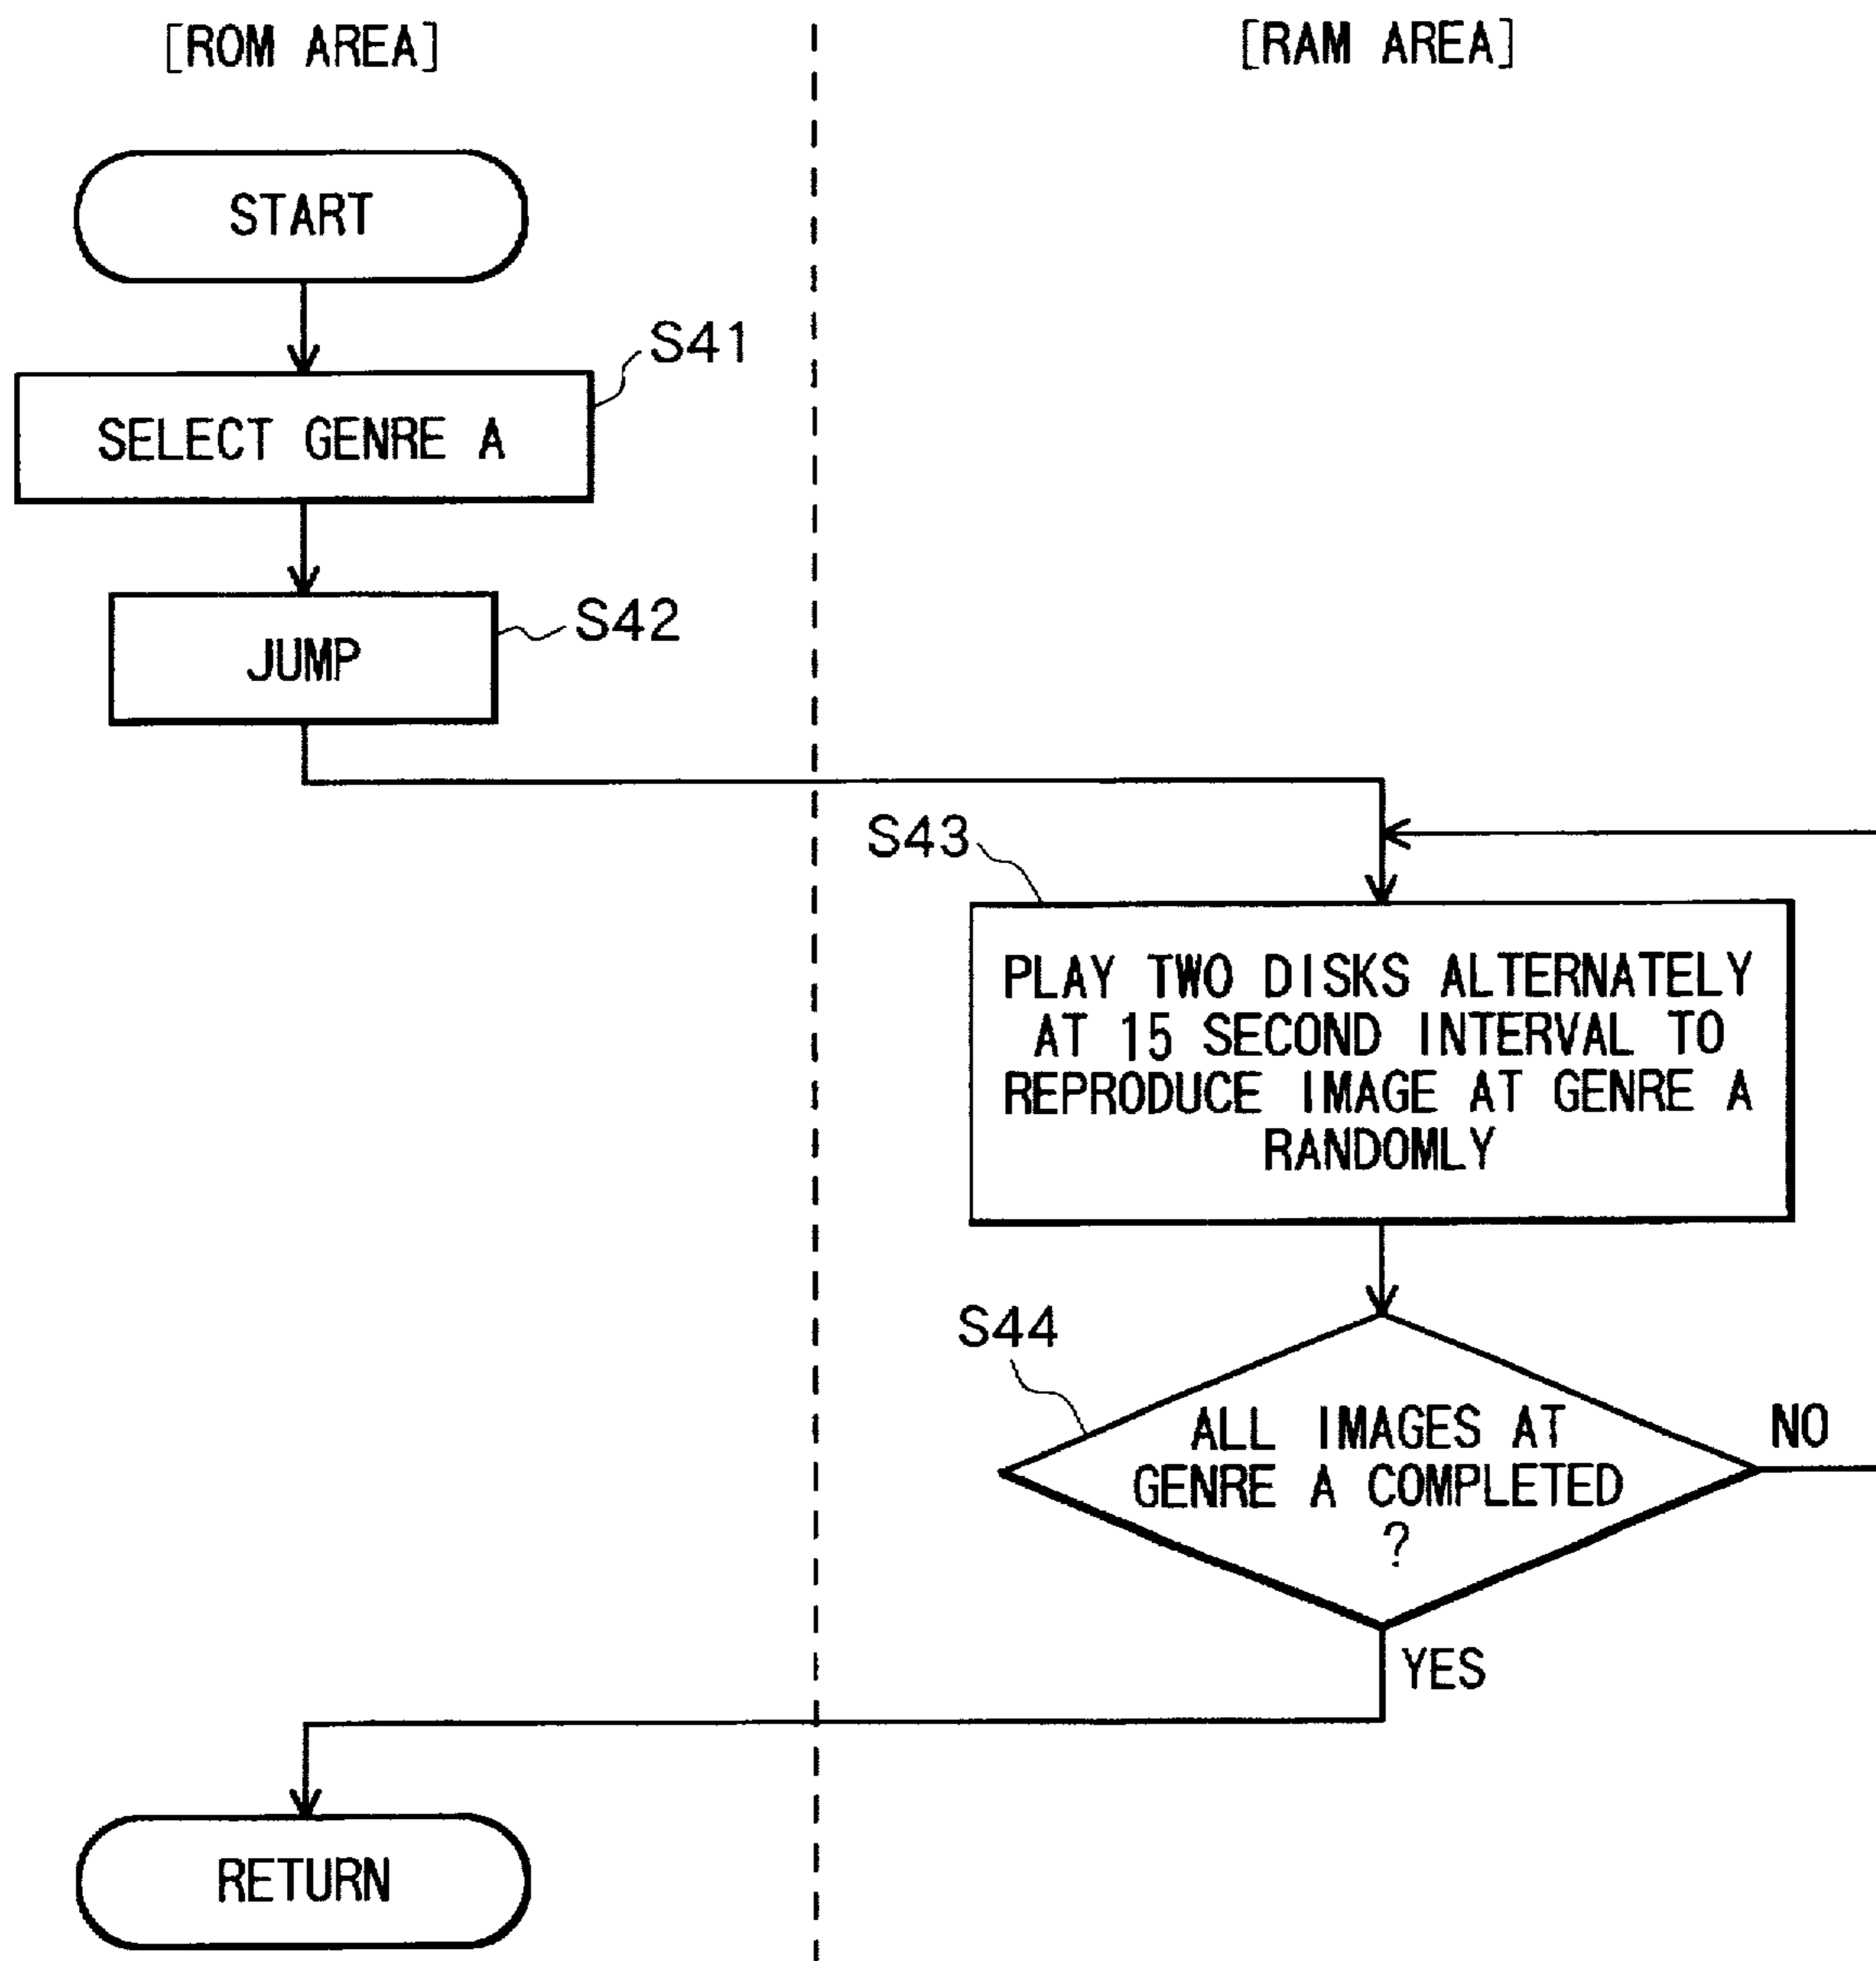 [ROM AREA]
[RAM AREA]
START
S41
SELECT GENRE A
S42
JUMP
S43
PLAY TWO DISKS ALTERNATELY
AT 15 SECOND INTERVAL TO
REPRODUCE IMAGE AT GENRE A
RANDOMLY
S44
ALL IMAGES AT
GENRE A COMPLETED
?
NO
YES
RETURN